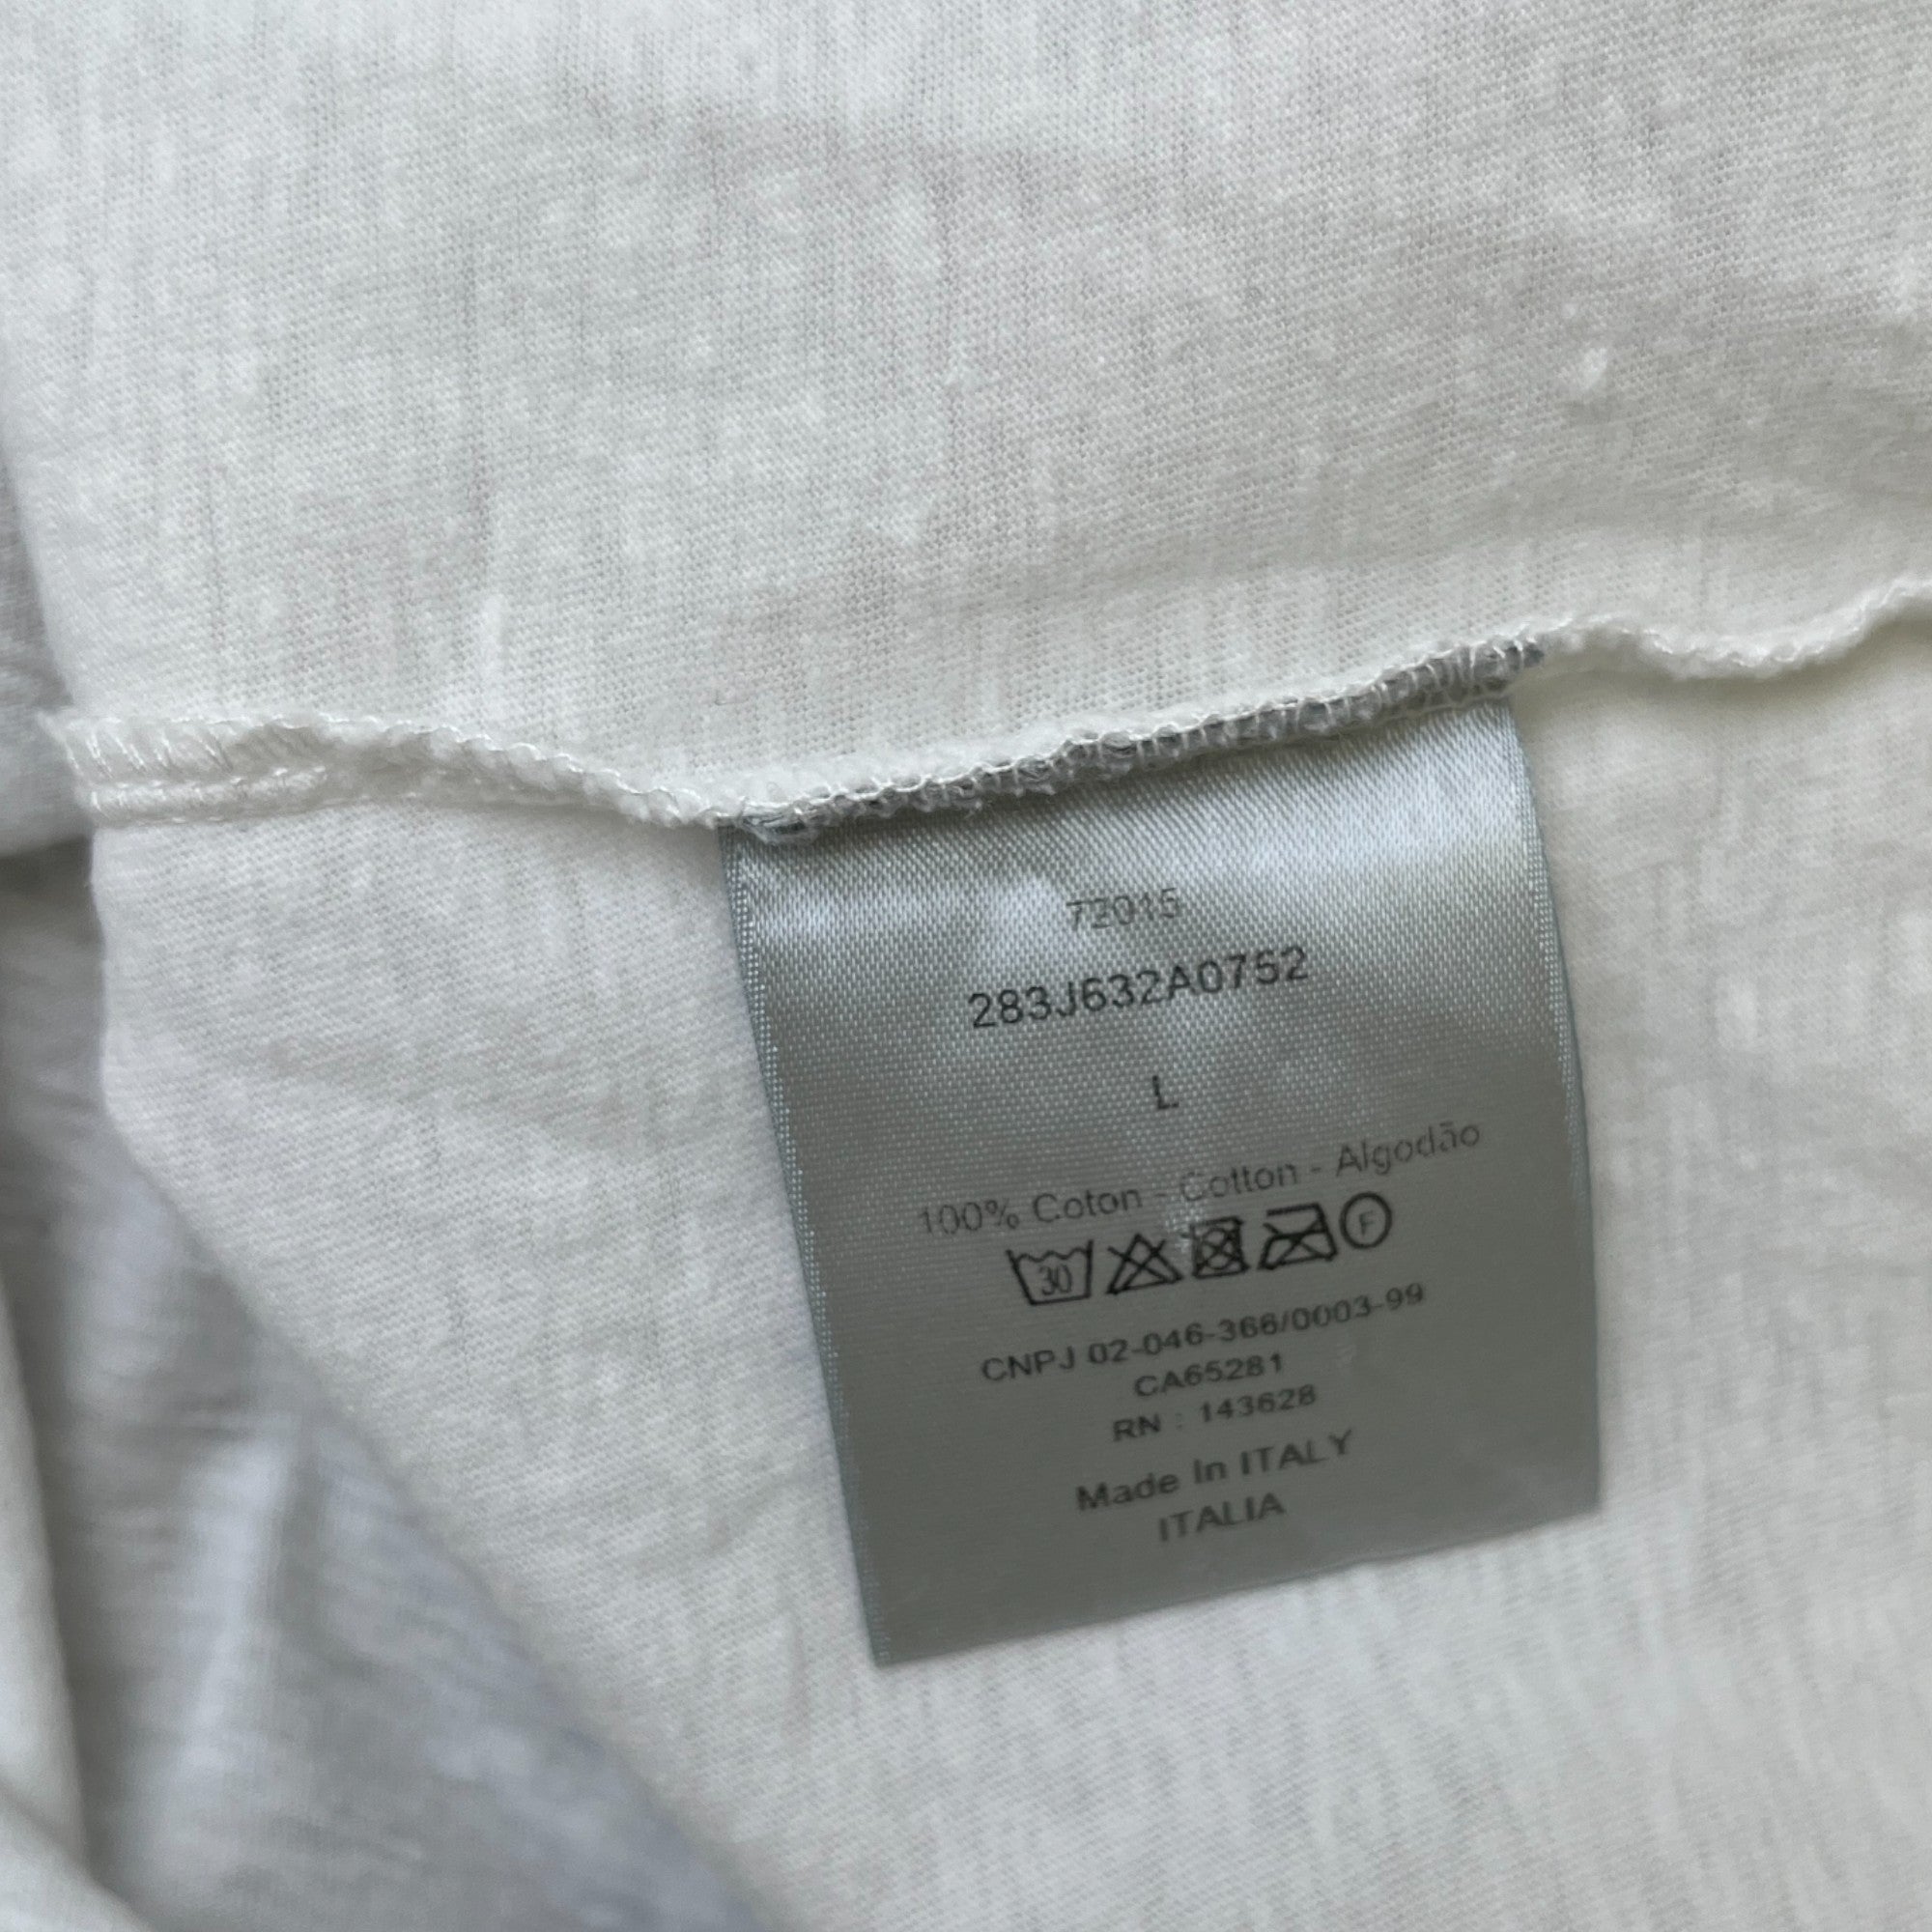 72015
283J632A0752
L
100% Coton - Cotton - Algodão
30 F
CNPJ 02-046-366/0003-99
CA65281
RN : 143628
Made In ITALY
ITALIA